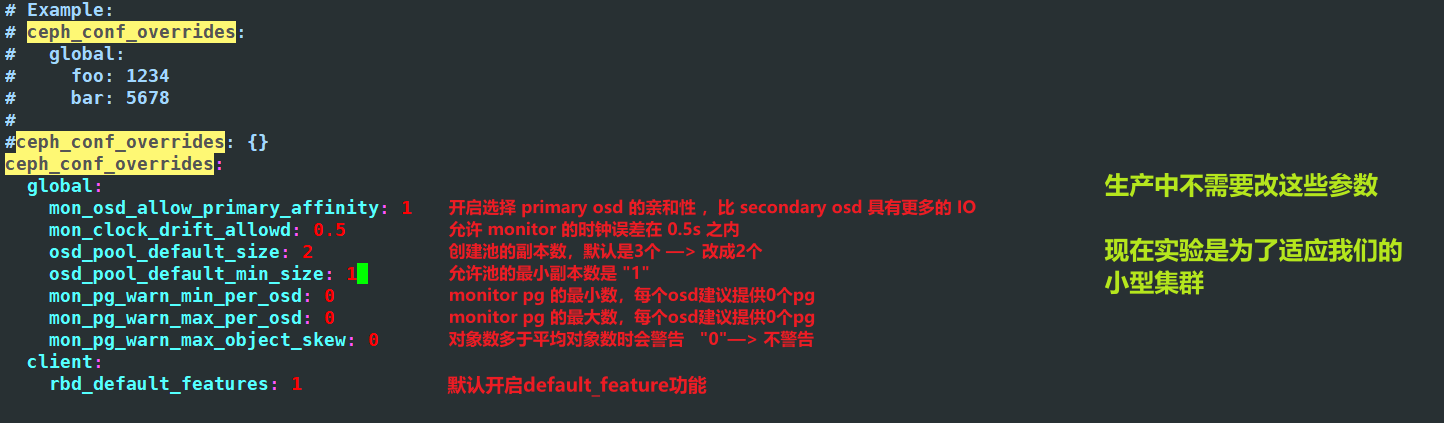 # Example:
# ceph_conf_overrides:
#   global:
#     foo: 1234
#     bar: 5678
#
#ceph_conf_overrides: {}
ceph_conf_overrides:
  global:
    mon_osd_allow_primary_affinity: 1 开启选择 primary osd 的亲和性 ，比 secondary osd 具有更多的 IO
    mon_clock_drift_allowd: 0.5 允许 monitor 的时钟误差在 0.5s 之内
    osd_pool_default_size: 2 创建池的副本数，默认是3个 —> 改成2个
    osd_pool_default_min_size: 1 允许池的最小副本数是 "1"
    mon_pg_warn_min_per_osd: 0 monitor pg 的最小数，每个osd建议提供0个pg
    mon_pg_warn_max_per_osd: 0 monitor pg 的最大数，每个osd建议提供0个pg
    mon_pg_warn_max_object_skew: 0 对象数多于平均对象数时会警告 "0"—> 不警告
  client:
    rbd_default_features: 1 默认开启default_feature功能
生产中不需要改这些参数
现在实验是为了适应我们的
小型集群